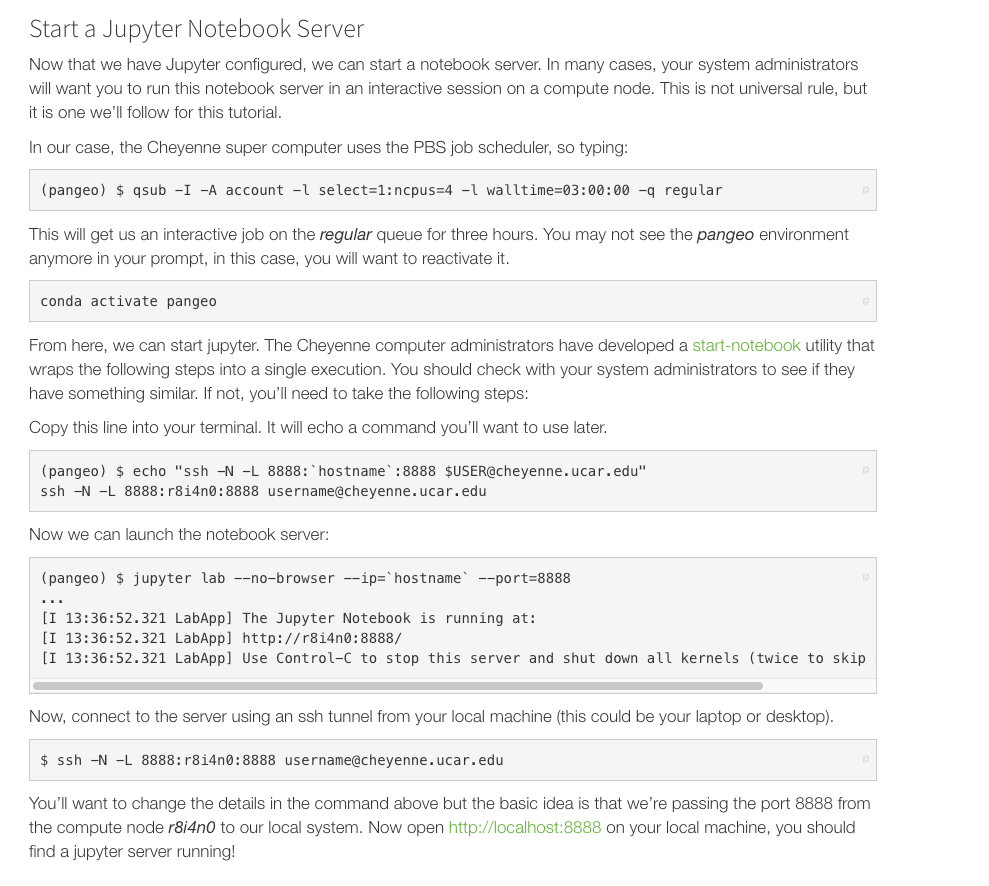 Start a Jupyter Notebook Server
Now that we have Jupyter configured, we can start a notebook server. In many cases, your system administrators
will want you to run this notebook server in an interactive session on a compute node. This is not universal rule, but
it is one we’ll follow for this tutorial.
In our case, the Cheyenne super computer uses the PBS job scheduler, so typing:
(pangeo) $ qsub -I -A account -l select=1:ncpus=4 -l walltime=03:00:00 -q regular
This will get us an interactive job on the regular queue for three hours. You may not see the pangeo environment
anymore in your prompt, in this case, you will want to reactivate it.
conda activate pangeo
From here, we can start jupyter. The Cheyenne computer administrators have developed a start-notebook utility that
wraps the following steps into a single execution. You should check with your system administrators to see if they
have something similar. If not, you’ll need to take the following steps:
Copy this line into your terminal. It will echo a command you’ll want to use later.
(pangeo) $ echo "ssh -N -L 8888:`hostname`:8888 $USER@cheyenne.ucar.edu"
ssh -N -L 8888:r8i4n0:8888 username@cheyenne.ucar.edu
Now we can launch the notebook server:
(pangeo) $ jupyter lab --no-browser --ip=`hostname` --port=8888
...
[I 13:36:52.321 LabApp] The Jupyter Notebook is running at:
[I 13:36:52.321 LabApp] http://r8i4n0:8888/
[I 13:36:52.321 LabApp] Use Control-C to stop this server and shut down all kernels (twice to skip
Now, connect to the server using an ssh tunnel from your local machine (this could be your laptop or desktop).
$ ssh -N -L 8888:r8i4n0:8888 username@cheyenne.ucar.edu
You’ll want to change the details in the command above but the basic idea is that we’re passing the port 8888 from
the compute node r8i4n0 to our local system. Now open http://localhost:8888 on your local machine, you should
find a jupyter server running!